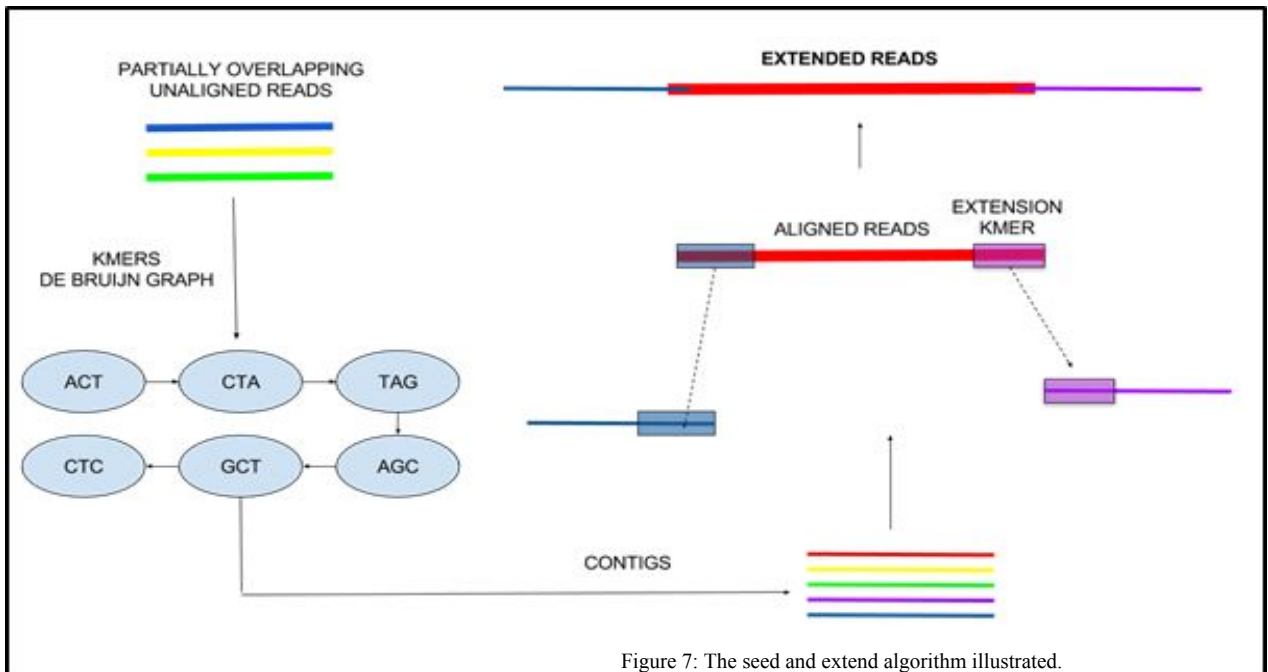 PARTIALLY OVERLAPPING
UNALIGNED READS
KMERS
DE BRUIJN GRAPH
ACT
CTA
TAG
CTC
GCT
AGC
CONTIGS
EXTENDED READS
ALIGNED READS
EXTENSION
KMER
Figure 7: The seed and extend algorithm illustrated.